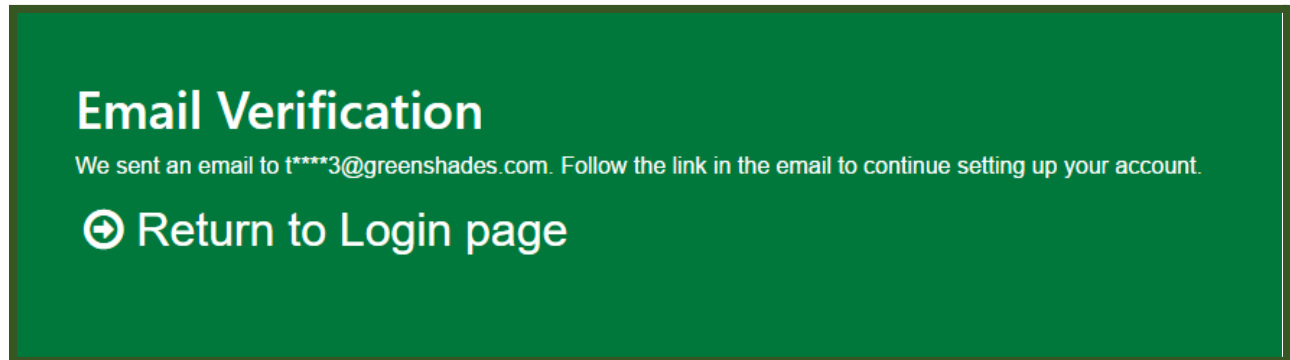 Email Verification
We sent an email to t****3@greenshades.com. Follow the link in the email to continue setting up your account.
Return to Login page